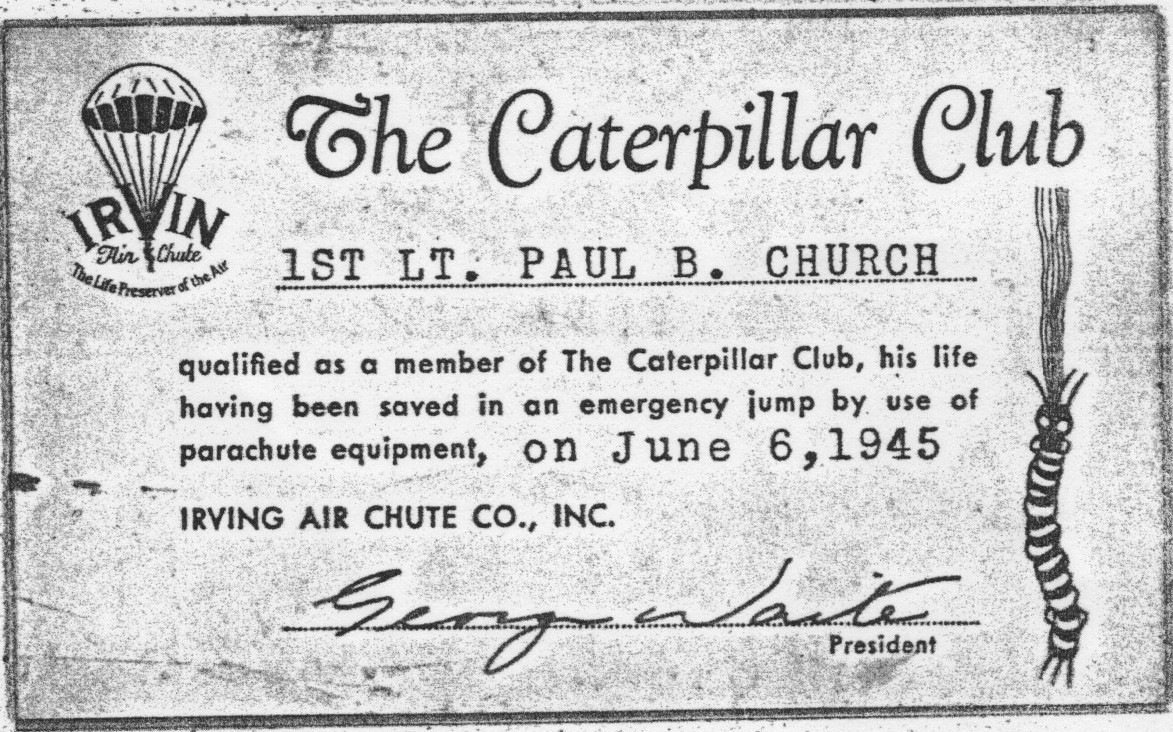 The Caterpillar Club
IRVIN
Air Chute
The Life Preserver of the Air
1ST LT. PAUL B. CHURCH
qualified as a member of The Caterpillar Club, his life
having been saved in an emergency jump by use of
parachute equipment, on June 6,1945
IRVING AIR CHUTE CO., INC.
George Waite
President